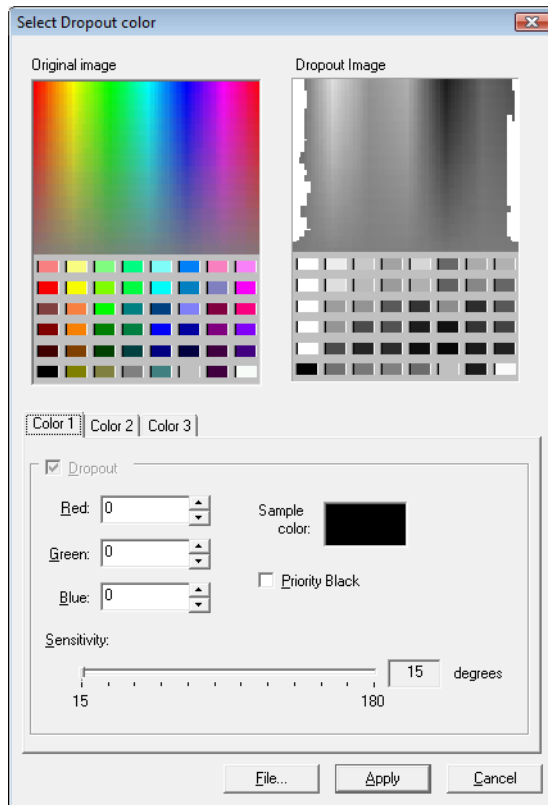 Select Dropout color
Original image
Dropout Image
Color 1
Color 2
Color 3
Dropout
Red: 0
Green: 0
Blue: 0
Sample
color:
Priority Black
Sensitivity:
15 degrees
15
180
File...
Apply
Cancel